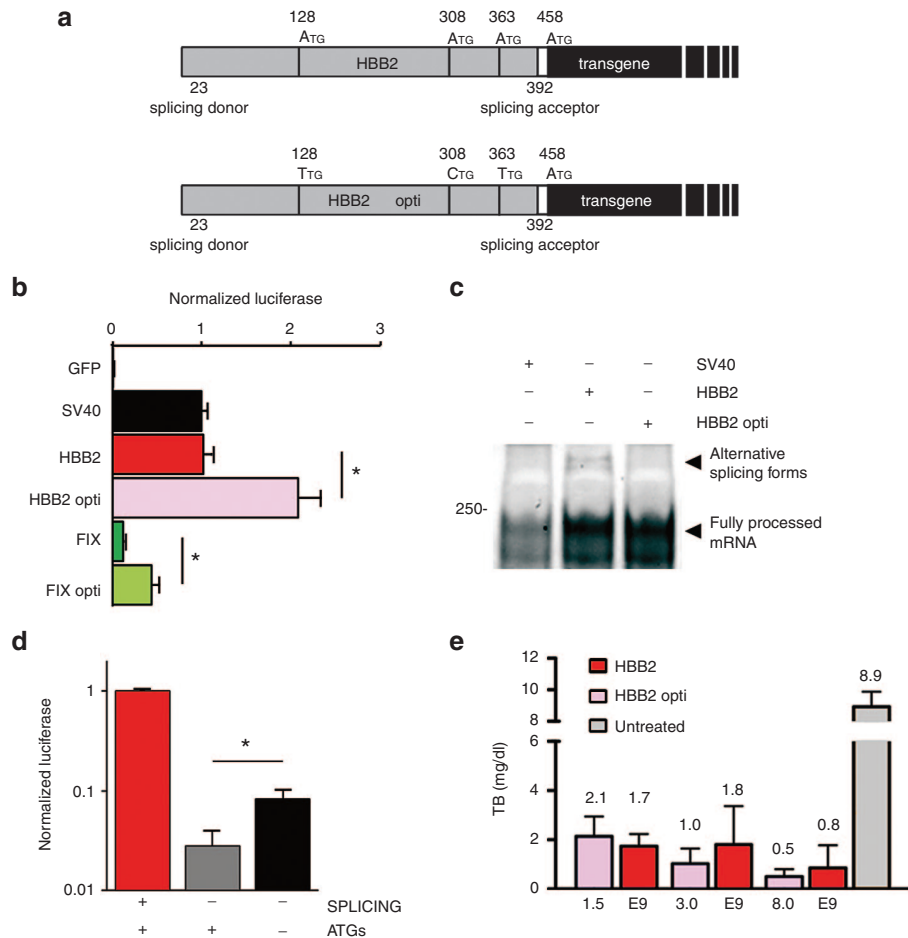 a
128 308 363 458
ATG ATG ATG ATG
HBB2 transgene
23 392
splicing donor splicing acceptor
128 308 363 458
TTG CTG TTG ATG
HBB2 opti transgene
23 392
splicing donor splicing acceptor
b
Normalized luciferase
0 1 2 3
GFP
SV40
HBB2
HBB2 opti
FIX
FIX opti
*
*
c
+ – – SV40
– + – HBB2
– – + HBB2 opti
Alternative
splicing forms
250-
Fully processed
mRNA
d
Normalized luciferase
1
0.1
0.01
*
+ – – SPLICING
+ + – ATGs
e
TB (mg/dl)
12
10
8
6
4
2
0
HBB2
HBB2 opti
Untreated
2.1 1.7 1.0 1.8 0.5 0.8 8.9
1.5 E9 3.0 E9 8.0 E9